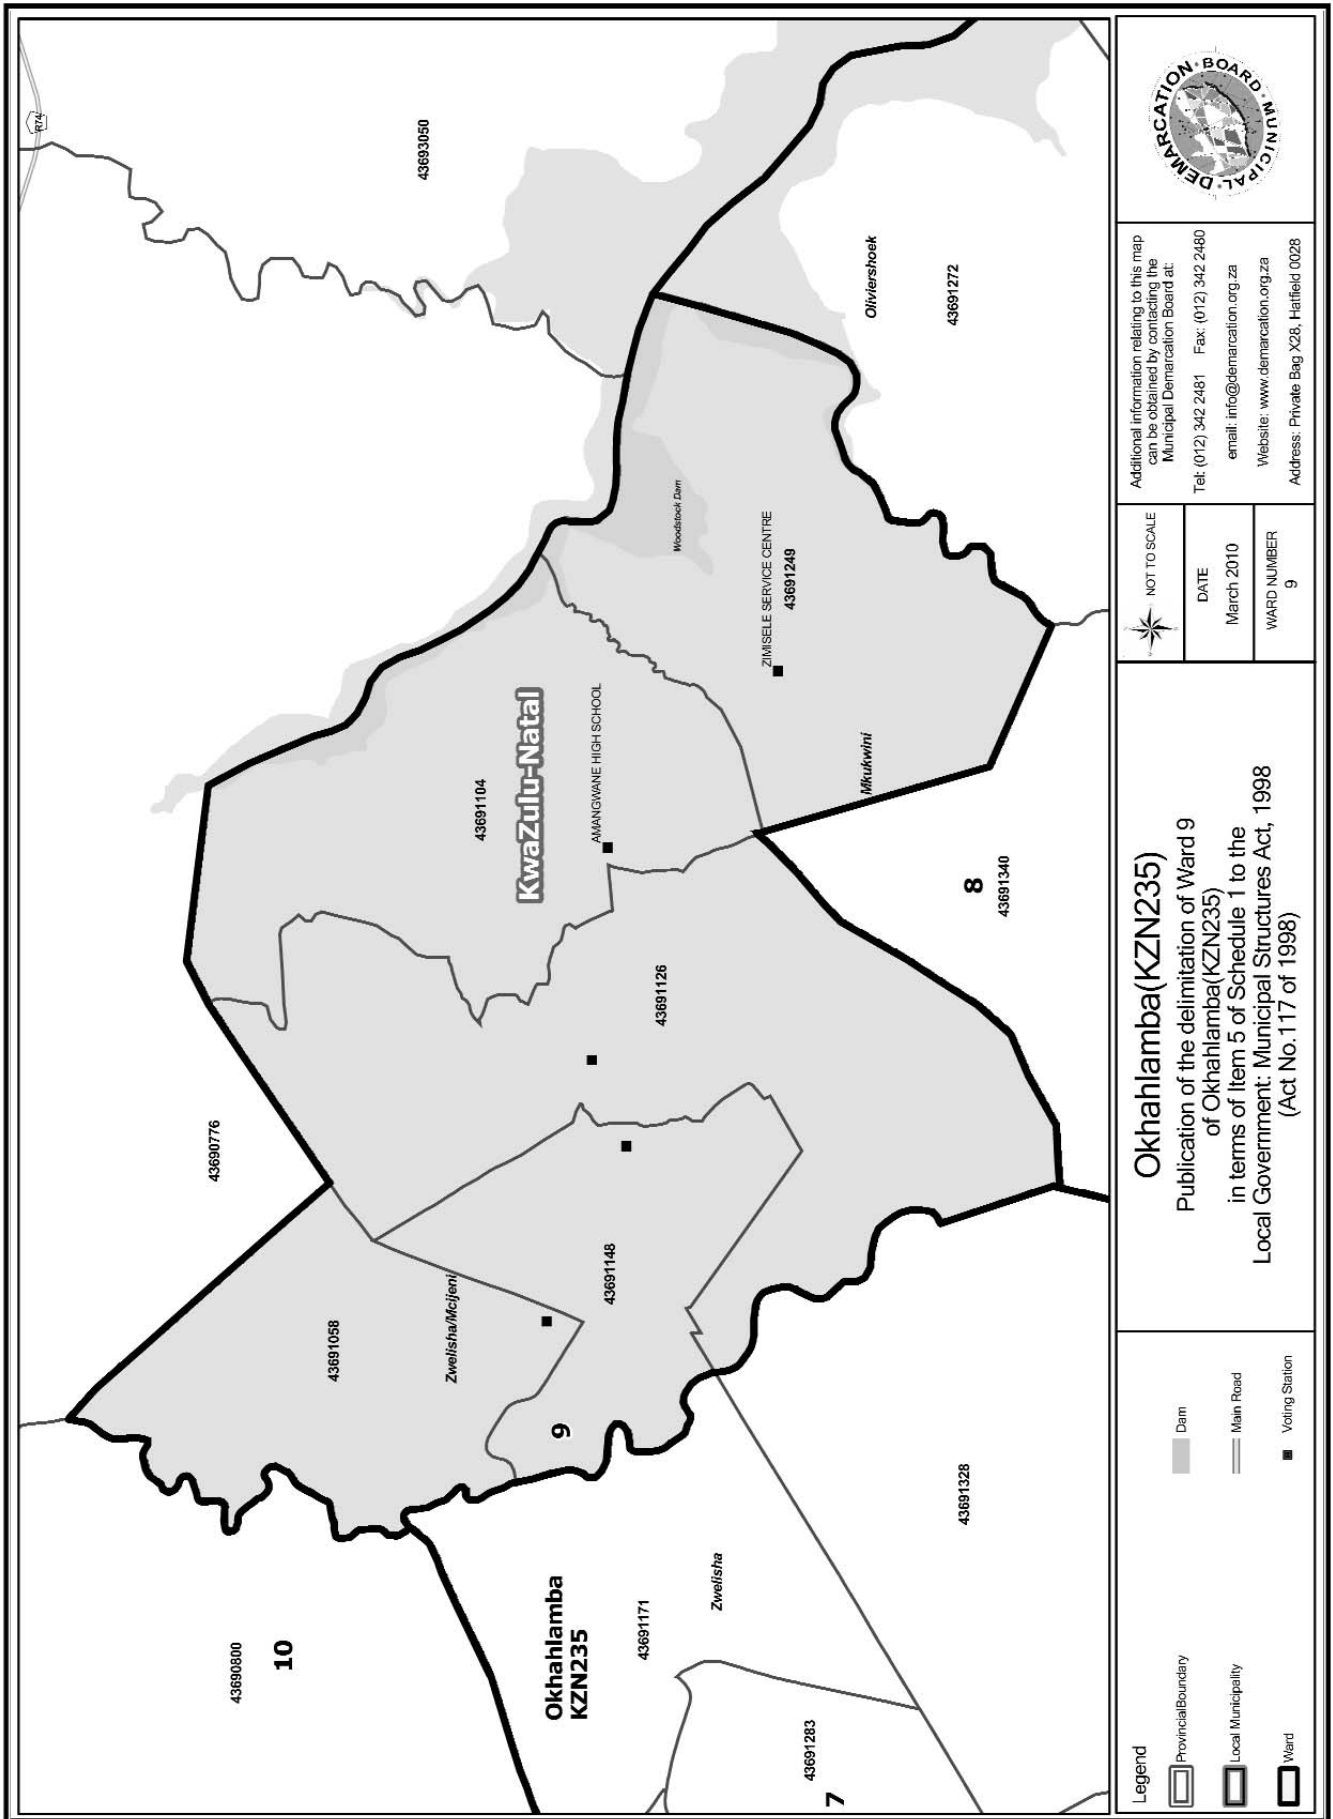 R74
43693050
43690776
43690800
10
43691058
43691104
KwaZulu-Natal
AMANGWANE HIGH SCHOOL
Zwelisha/Mcijeni
9
43691148
43691126
Woodstock Dam
ZIMISELE SERVICE CENTRE
43691249
Mkukwini
Oliviershoek
43691272
Okhahlamba
KZN235
43691171
Zwelisha
43691283
7
43691328
8
43691340
Legend
ProvincialBoundary
Local Municipality
Ward
Dam
Main Road
Voting Station
Okhahlamba(KZN235)
Publication of the delimitation of Ward 9
of Okhahlamba(KZN235)
in terms of Item 5 of Schedule 1 to the
Local Government: Municipal Structures Act, 1998
(Act No.117 of 1998)
NOT TO SCALE
DATE
March 2010
WARD NUMBER
9
Additional information relating to this map
can be obtained by contacting the
Municipal Demarcation Board at:
Tel: (012) 342 2481 Fax: (012) 342 2480
email: info@demarcation.org.za
Website: www.demarcation.org.za
Address: Private Bag X28, Hatfield 0028
MUNICIPAL · DEMARCATION · BOARD ·